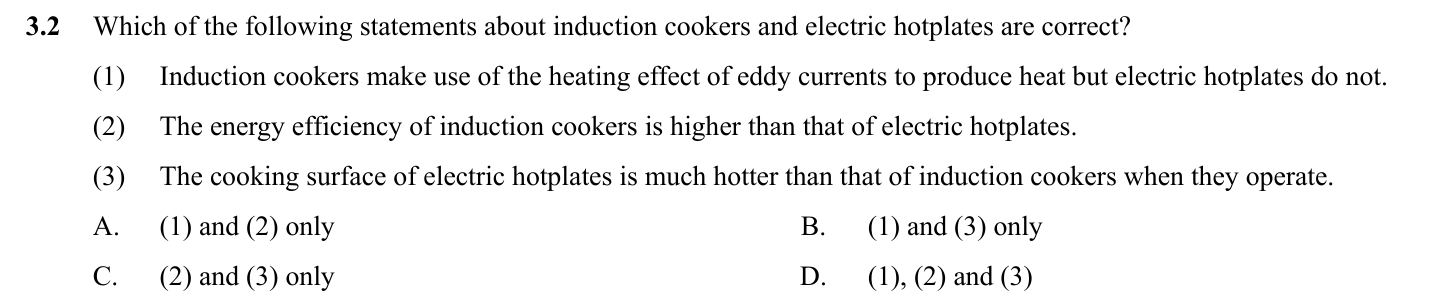 3.2 Which of the following statements about induction cookers and electric hotplates are correct?
(1) Induction cookers make use of the heating effect of eddy currents to produce heat but electric hotplates do not.
(2) The energy efficiency of induction cookers is higher than that of electric hotplates.
(3) The cooking surface of electric hotplates is much hotter than that of induction cookers when they operate.
A. (1) and (2) only B. (1) and (3) only
C. (2) and (3) only D. (1), (2) and (3)